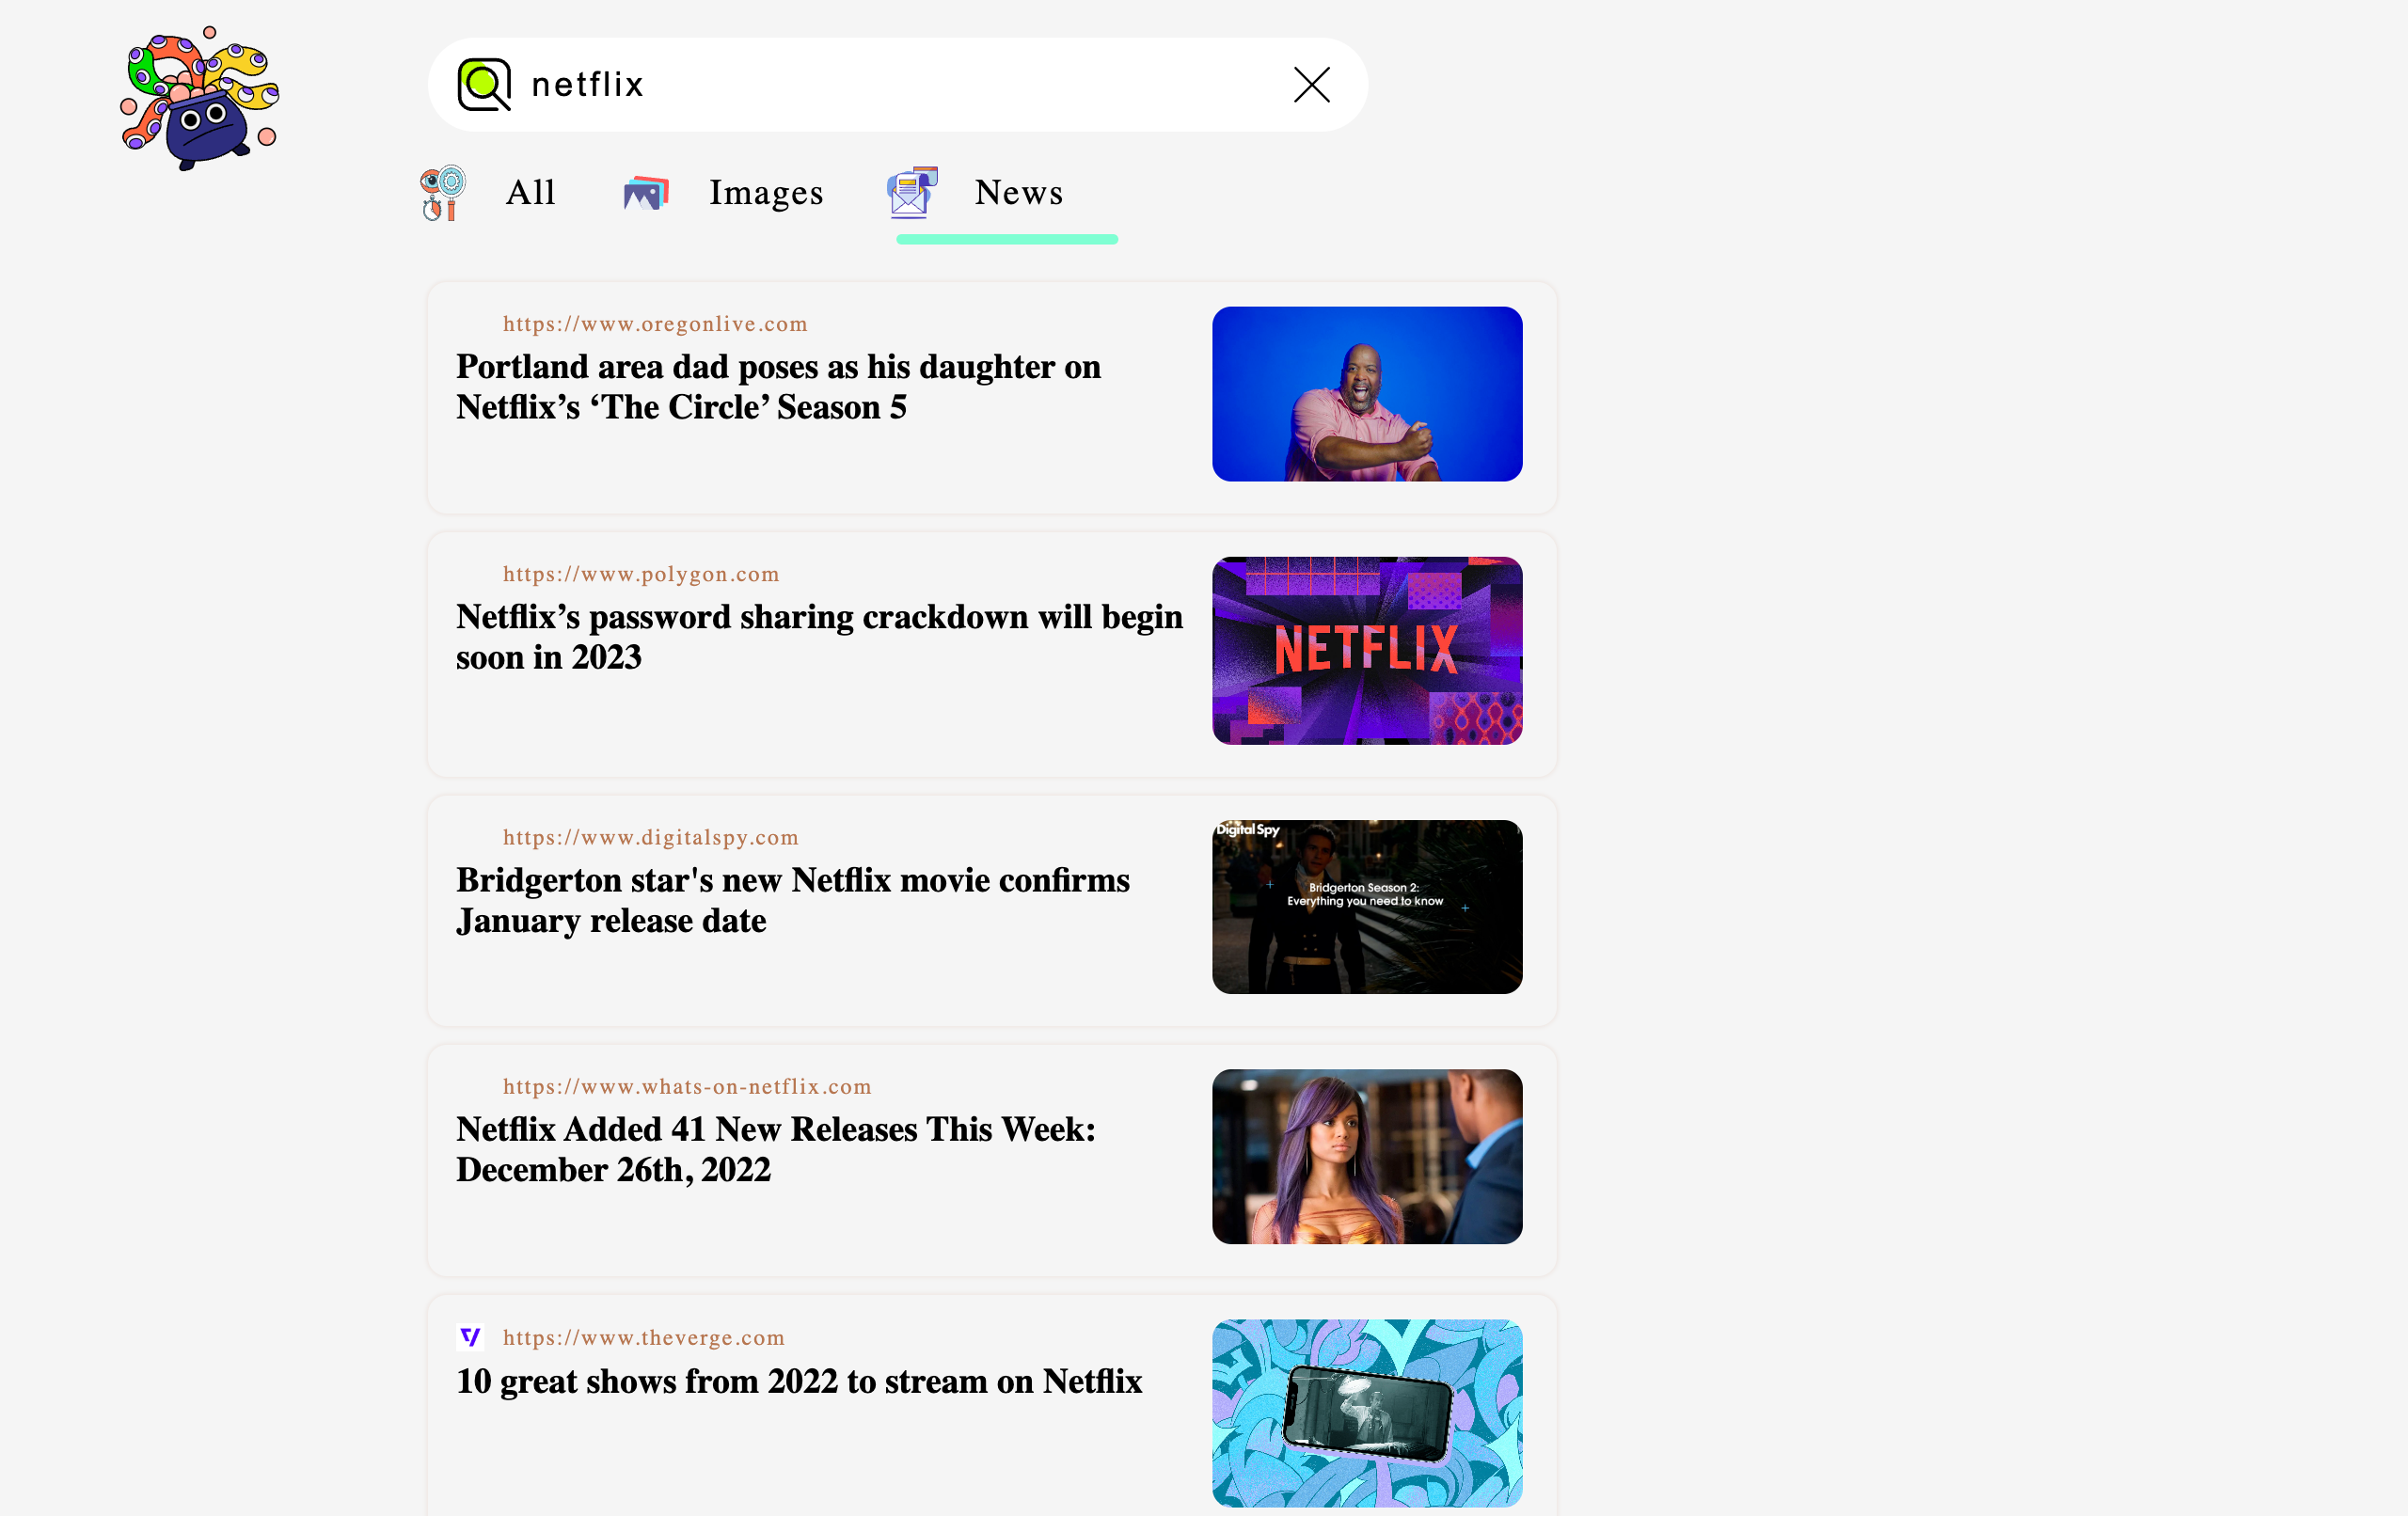 netflix
All Images News
https://www.oregonlive.com
Portland area dad poses as his daughter on
Netflix’s ‘The Circle’ Season 5
https://www.polygon.com
Netflix’s password sharing crackdown will begin
soon in 2023
NETFLIX
https://www.digitalspy.com
Bridgerton star's new Netflix movie confirms
January release date
Digital Spy
Bridgerton Season 2:
Everything you need to know
https://www.whats-on-netflix.com
Netflix Added 41 New Releases This Week:
December 26th, 2022
https://www.theverge.com
10 great shows from 2022 to stream on Netflix